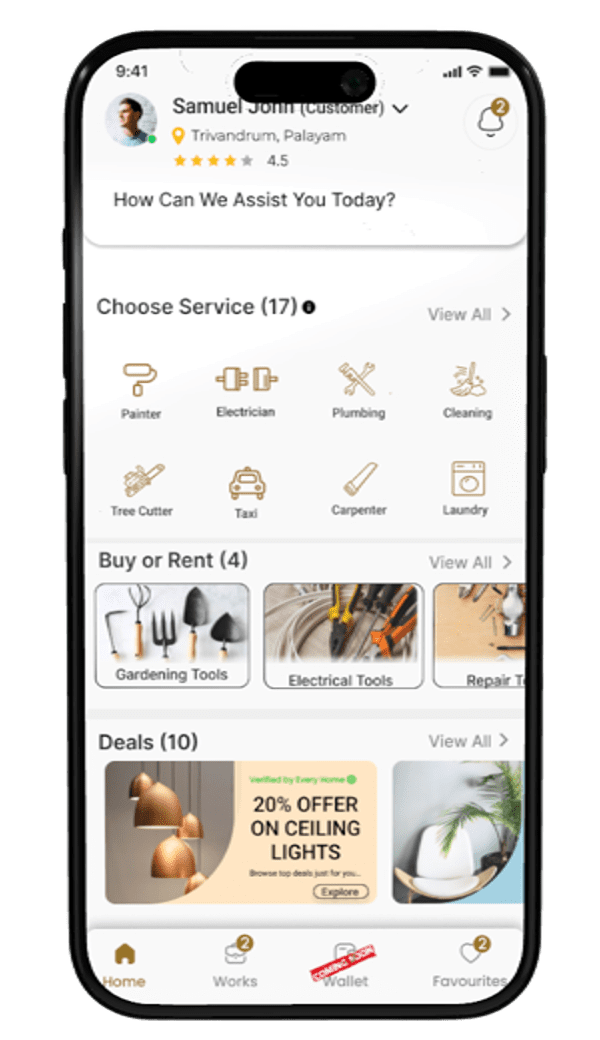 9:41
Samuel John (Customer)
2
Trivandrum, Palayam
4.5
How Can We Assist You Today?
Choose Service (17)
View All
Painter
Electrician
Plumbing
Cleaning
Tree Cutter
Taxi
Carpenter
Laundry
Buy or Rent (4)
View All
Gardening Tools
Electrical Tools
Repair T
Deals (10)
View All
Verified by Every Home
20% OFFER
ON CEILING
LIGHTS
Browse top deals just for you...
Explore
2
2
COMING SOON
Home
Works
Wallet
Favourites